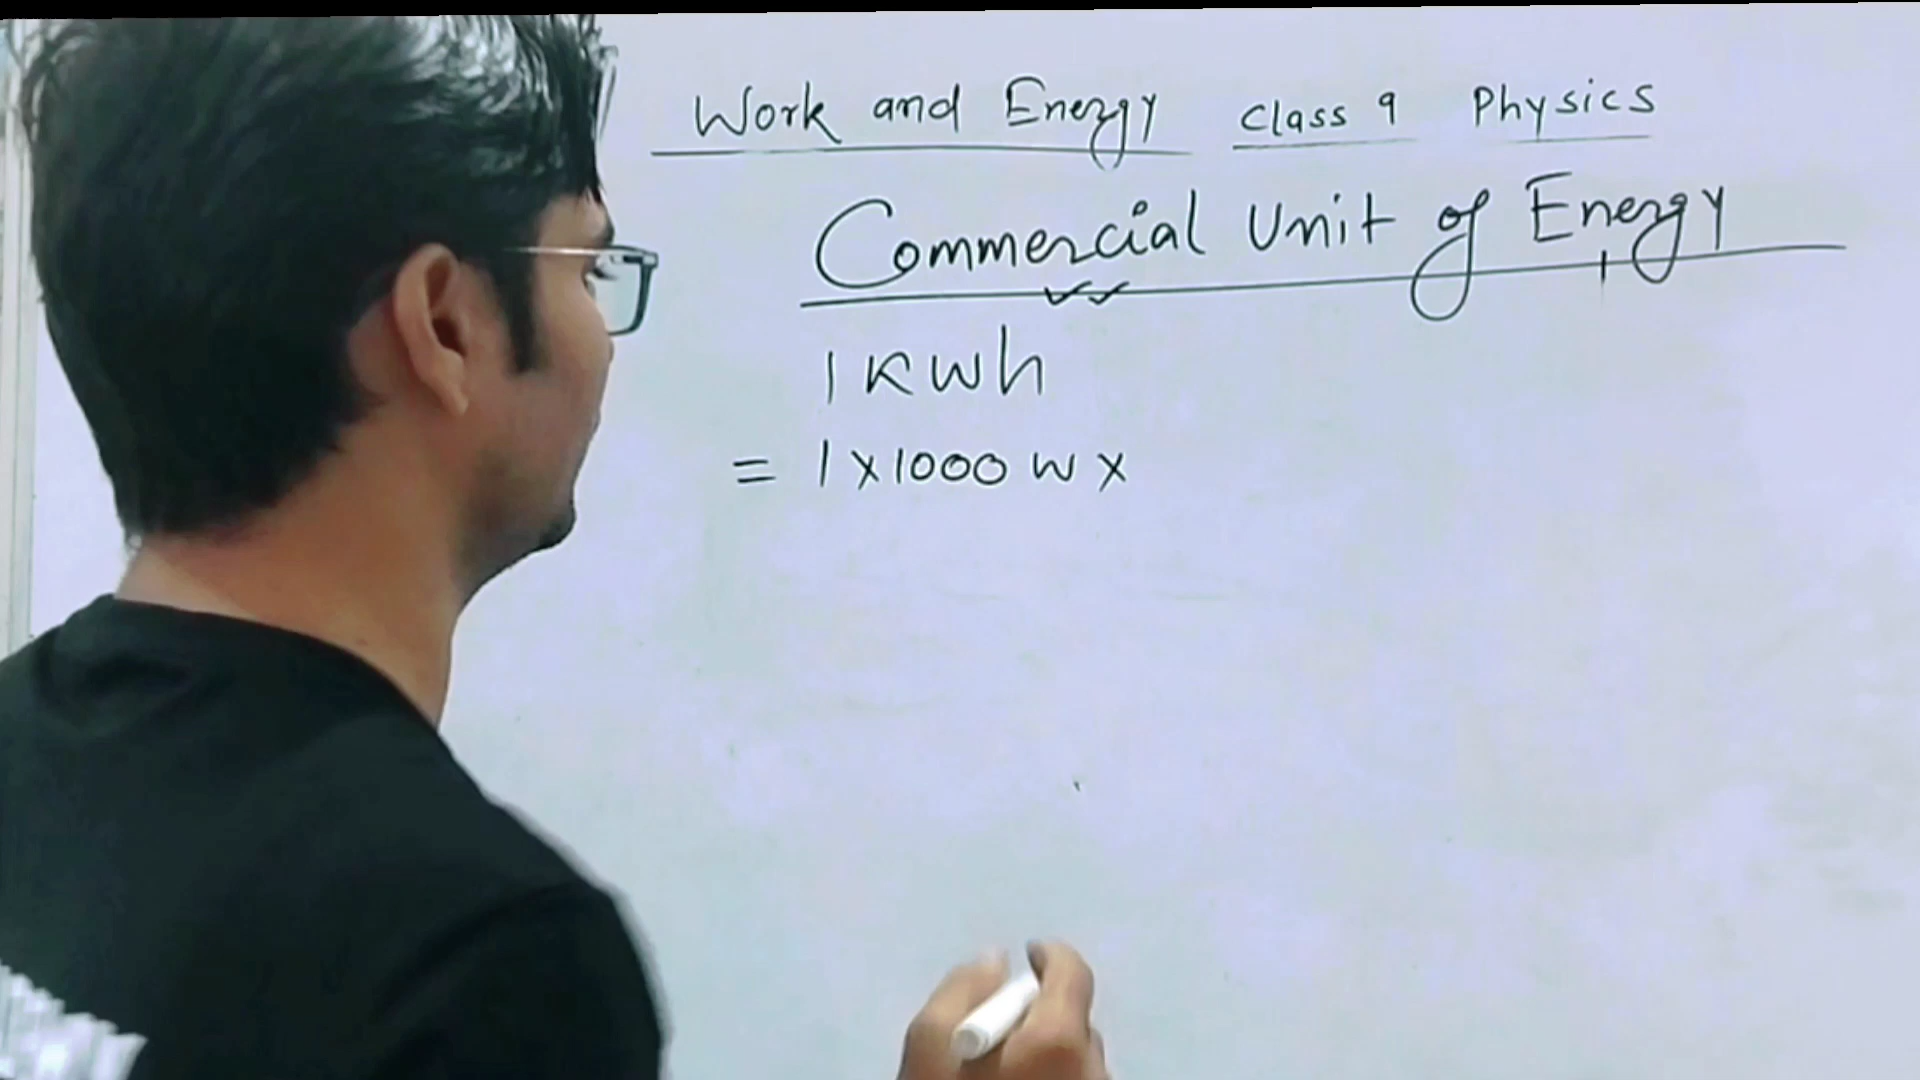 Work and Energy Class 9 Physics
Commercial Unit of Energy
1 KWh
= 1 x 1000 W x